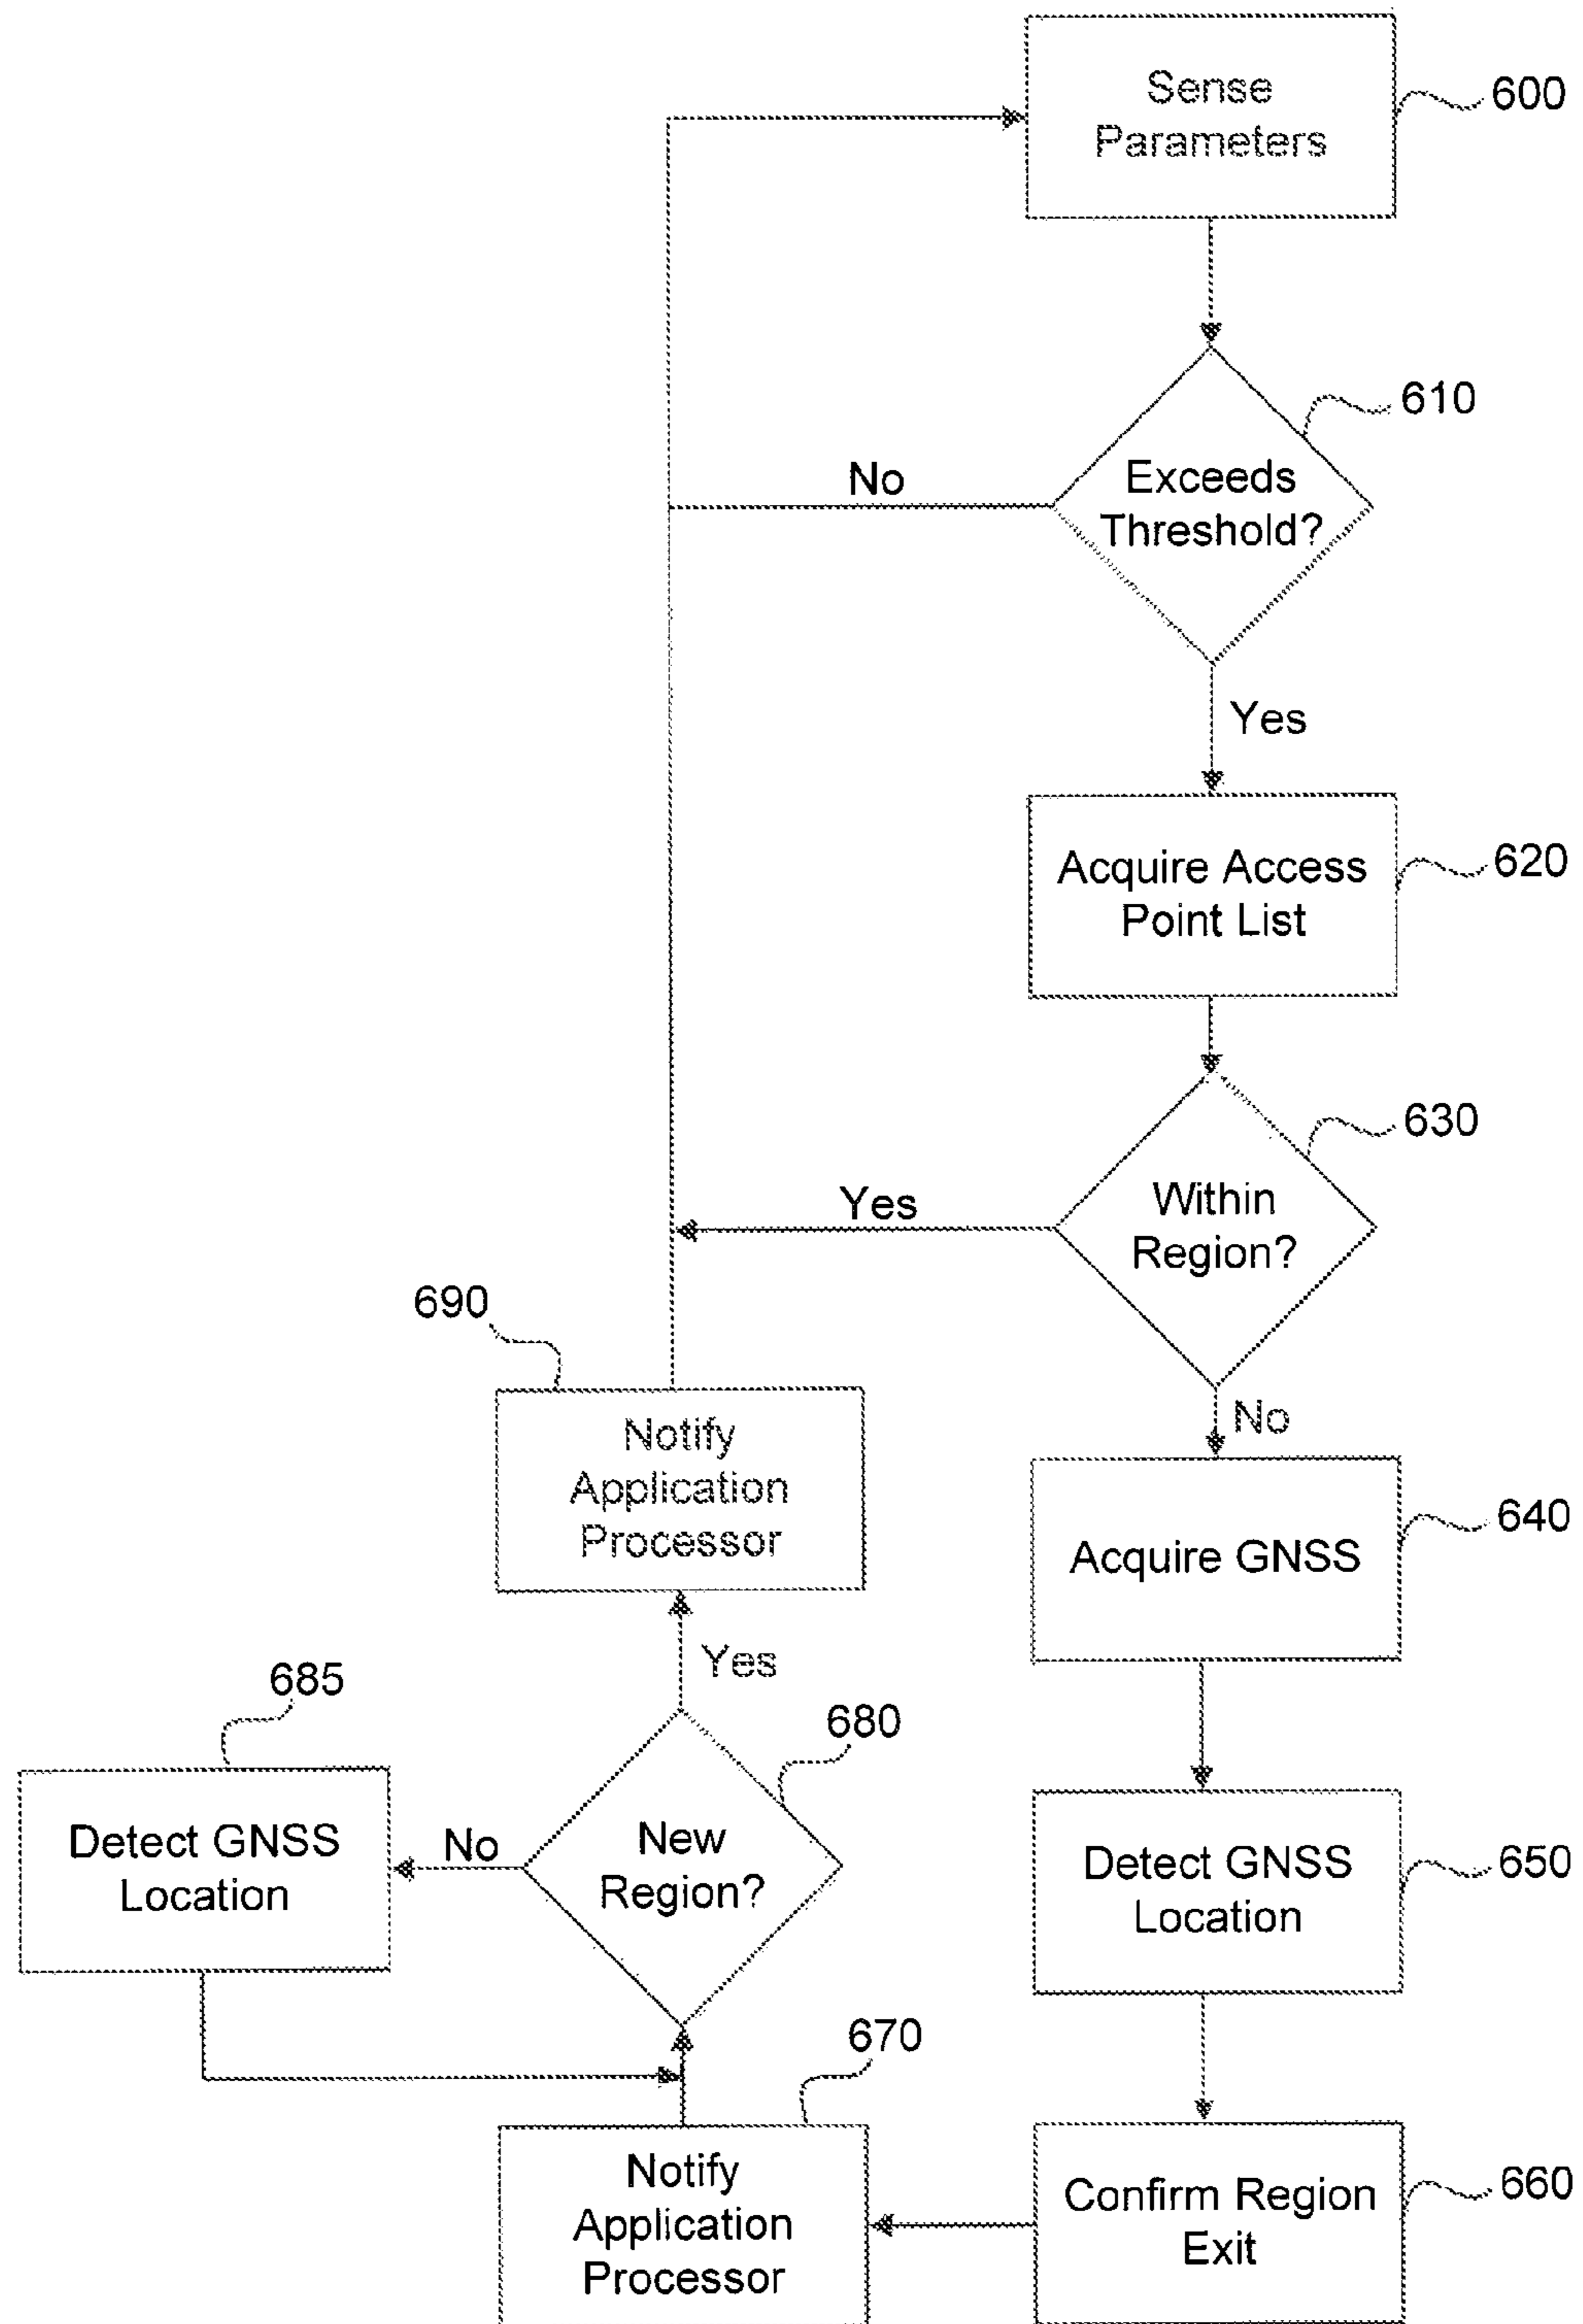 Sense
Parameters
600
610
Exceeds
Threshold?
No
Yes
Acquire Access
Point List
620
630
Within
Region?
Yes
No
690
Notify
Application
Processor
Acquire GNSS
640
Yes
685
680
Detect GNSS
Location
No
New
Region?
Detect GNSS
Location
650
670
Notify
Application
Processor
Confirm Region
Exit
660